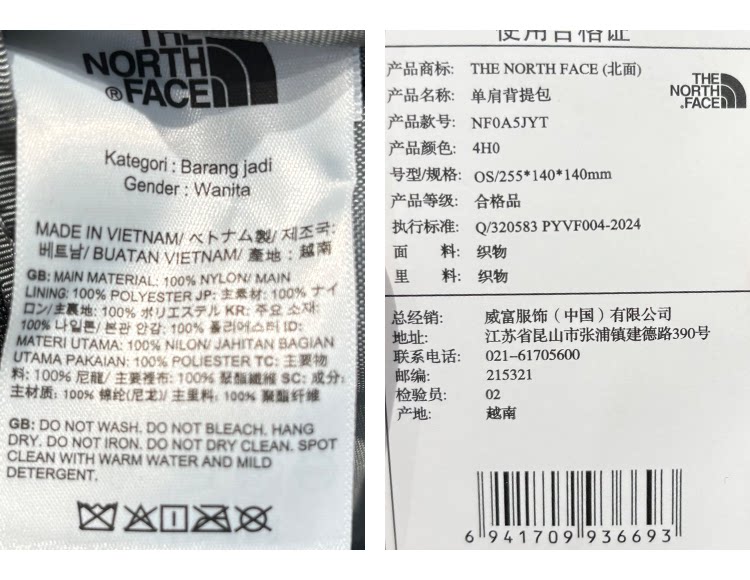 THE
NORTH
®FACE
Kategori : Barang jadi
Gender : Wanita
MADE IN VIETNAM/ ベトナム製/ 제조국:
베트남/ BUATAN VIETNAM/ 產地 : 越南
GB: MAIN MATERIAL: 100% NYLON/ MAIN
LINING: 100% POLYESTER JP: 主素材: 100% ナイ
ロン/主裏地: 100% ポリエステル KR: 주요 소재:
100% 나일론/ 본관 안감: 100% 폴리에스터 ID:
MATERI UTAMA: 100% NILON/ JAHITAN BAGIAN
UTAMA PAKAIAN: 100% POLYESTER TC: 主要物
料: 100% 尼龍/ 主要裡布: 100% 聚酯纖維 SC: 成分:
主材质: 100% 锦纶(尼龙)/ 主里料: 100% 聚酯纤维
GB: DO NOT WASH. DO NOT BLEACH. HANG
DRY. DO NOT IRON. DO NOT DRY CLEAN. SPOT
CLEAN WITH WARM WATER AND MILD
DETERGENT.
使用合格证
产品商标: THE NORTH FACE (北面)
产品名称: 单肩背提包
产品款号: NF0A5JYT
产品颜色: 4H0
号型/规格: OS/255*140*140mm
产品等级: 合格品
执行标准: Q/320583 PYVF004-2024
面 料: 织物
里 料: 织物
THE
NORTH
FACE
总经销: 威富服饰（中国）有限公司
地址: 江苏省昆山市张浦镇建德路390号
联系电话: 021-61705600
邮编: 215321
检验员: 02
产地: 越南
6 941709 936693